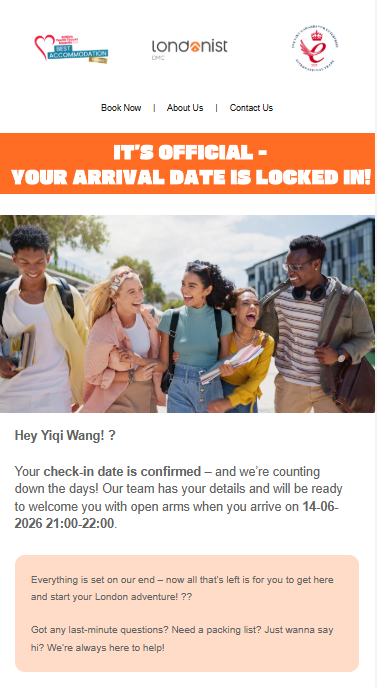 BEST
ACCOMMODATION
londonist
DMC
Book Now | About Us | Contact Us
IT'S OFFICIAL -
YOUR ARRIVAL DATE IS LOCKED IN!
Hey Yiqi Wang! ?
Your check-in date is confirmed – and we're counting
down the days! Our team has your details and will be ready
to welcome you with open arms when you arrive on 14-06-
2026 21:00-22:00.
Everything is set on our end – now all that's left is for you to get here
and start your London adventure! ??
Got any last-minute questions? Need a packing list? Just wanna say
hi? We're always here to help!